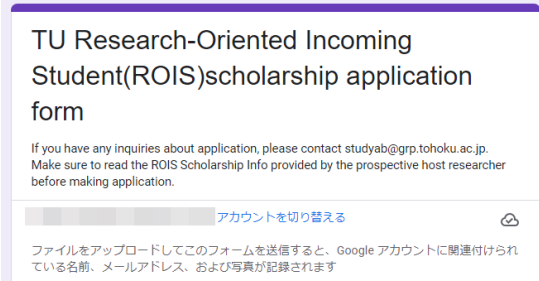 TU Research-Oriented Incoming
Student(ROIS)scholarship application
form
If you have any inquiries about application, please contact studyab@grp.tohoku.ac.jp.
Make sure to read the ROIS Scholarship Info provided by the prospective host researcher
before making application.
アカウントを切り替える
ファイルをアップロードしてこのフォームを送信すると、Google アカウントに関連付けられ
ている名前、メールアドレス、および写真が記録されます